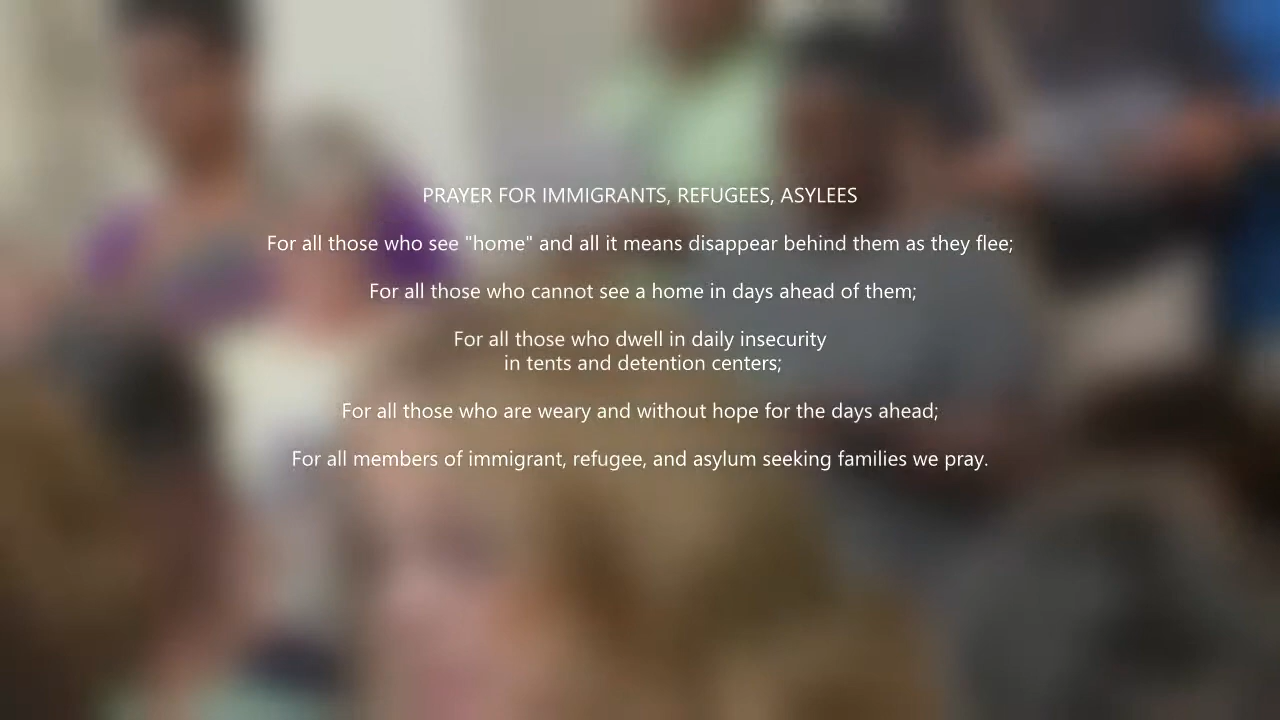 PRAYER FOR IMMIGRANTS, REFUGEES, ASYLEES
For all those who see "home" and all it means disappear behind them as they flee;
For all those who cannot see a home in days ahead of them;
For all those who dwell in daily insecurity
in tents and detention centers;
For all those who are weary and without hope for the days ahead;
For all members of immigrant, refugee, and asylum seeking families we pray.